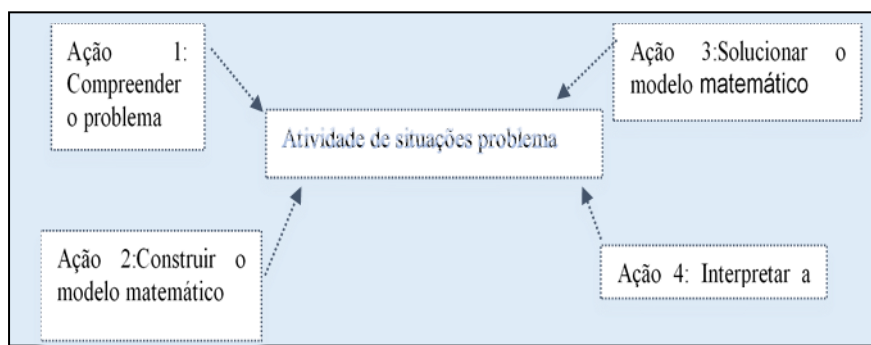 Ação 1:
Compreender
o problema
Ação 3:Solucionar o
modelo matemático
Atividade de situações problema
Ação 2:Construir o
modelo matemático
Ação 4: Interpretar a